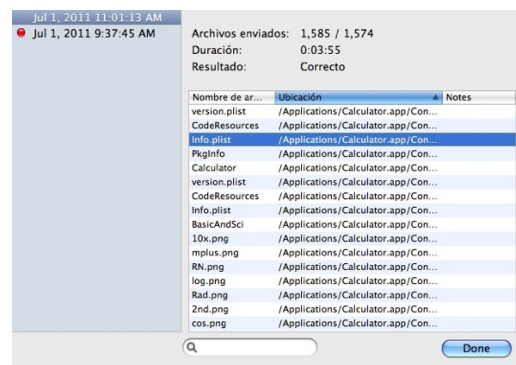 Jul 1, 2011 11:01:13 AM
Jul 1, 2011 9:37:45 AM
Archivos enviados: 1,585 / 1,574
Duración: 0:03:55
Resultado: Correcto
Nombre de ar... Ubicación Notes
version.plist /Applications/Calculator.app/Con...
CodeResources /Applications/Calculator.app/Con...
Info.plist /Applications/Calculator.app/Con...
PkgInfo /Applications/Calculator.app/Con...
Calculator /Applications/Calculator.app/Con...
version.plist /Applications/Calculator.app/Con...
CodeResources /Applications/Calculator.app/Con...
Info.plist /Applications/Calculator.app/Con...
BasicAndSci /Applications/Calculator.app/Con...
10x.png /Applications/Calculator.app/Con...
mplus.png /Applications/Calculator.app/Con...
RN.png /Applications/Calculator.app/Con...
log.png /Applications/Calculator.app/Con...
Rad.png /Applications/Calculator.app/Con...
2nd.png /Applications/Calculator.app/Con...
cos.png /Applications/Calculator.app/Con...
Done